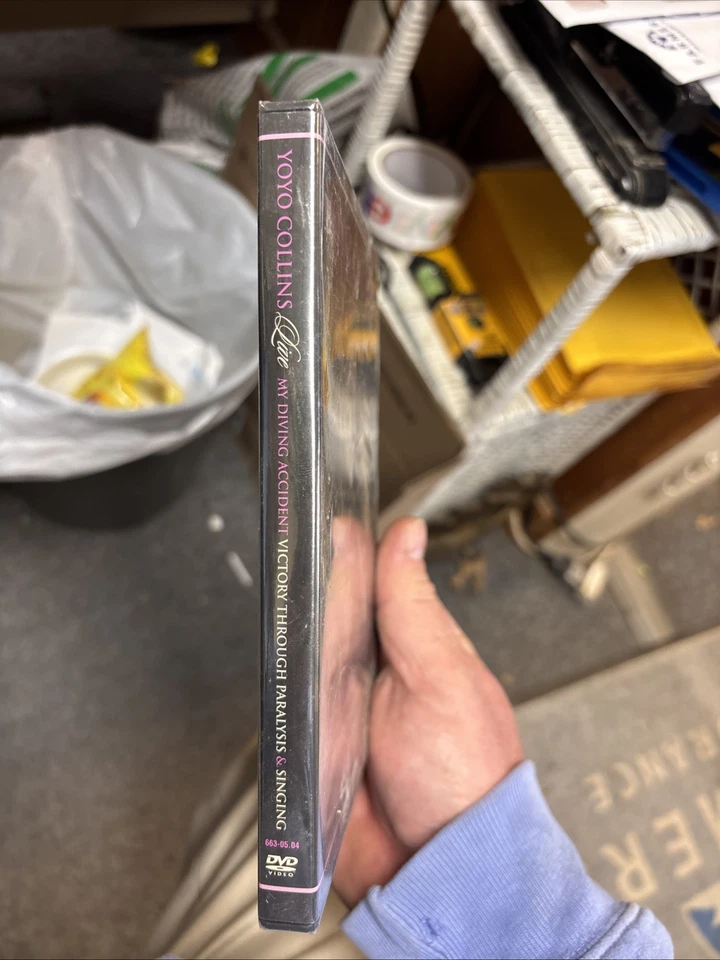 YOYO COLLINS Live MY DIVING ACCIDENT VICTORY THROUGH PARALYSIS & SINGING
663-05.04
DVD
VIDEO